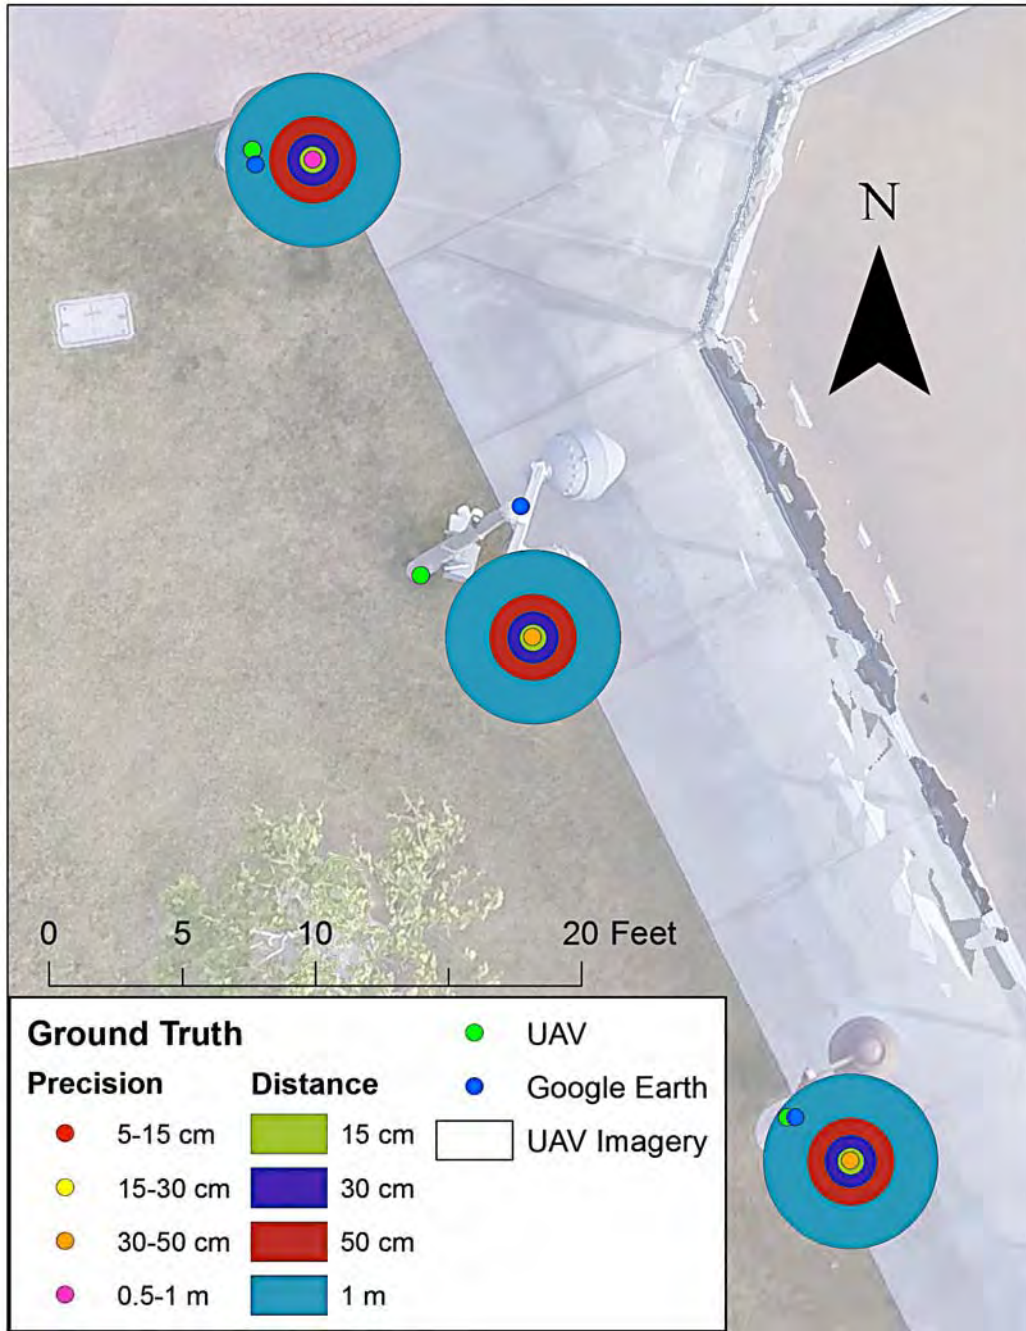 N
0 5 10 20 Feet
Ground Truth
Precision
5-15 cm
15-30 cm
30-50 cm
0.5-1 m
Distance
15 cm
30 cm
50 cm
1 m
UAV
Google Earth
UAV Imagery